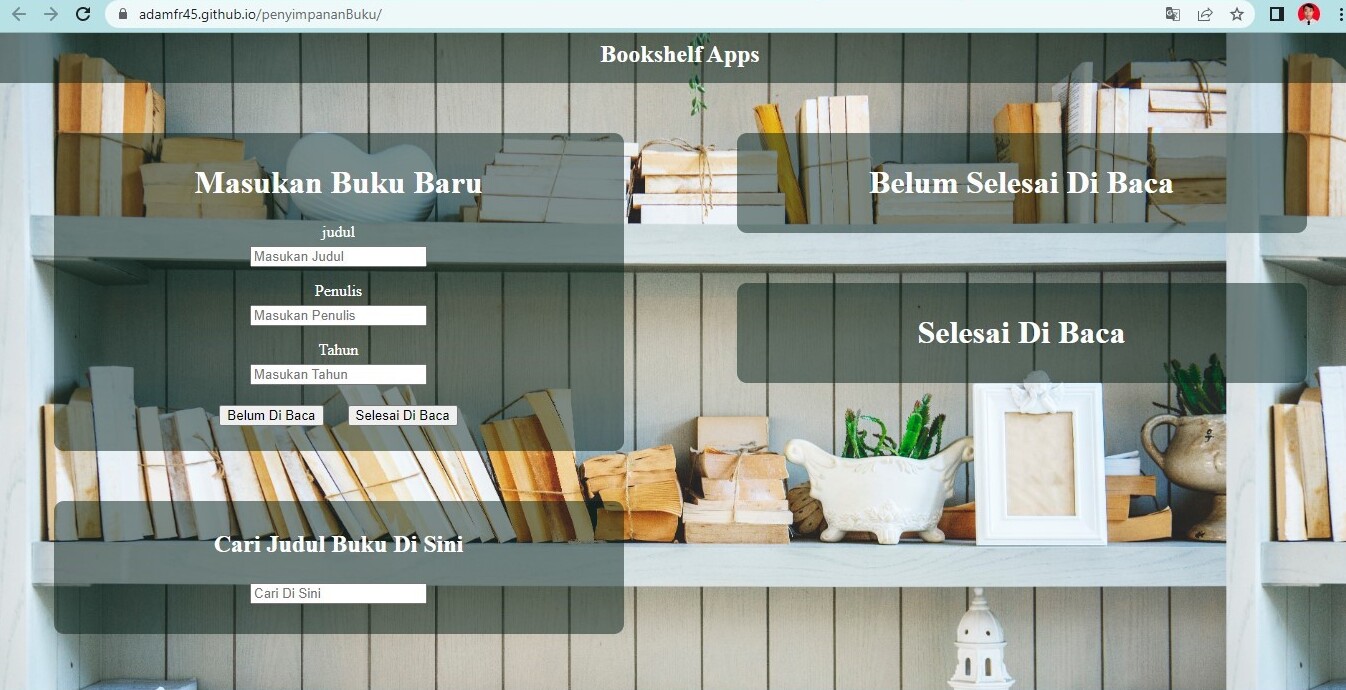 adamfr45.github.io/penyimpananBuku/
Bookshelf Apps
Masukan Buku Baru
judul
Masukan Judul
Penulis
Masukan Penulis
Tahun
Masukan Tahun
Belum Di Baca
Selesai Di Baca
Cari Judul Buku Di Sini
Cari Di Sini
Belum Selesai Di Baca
Selesai Di Baca